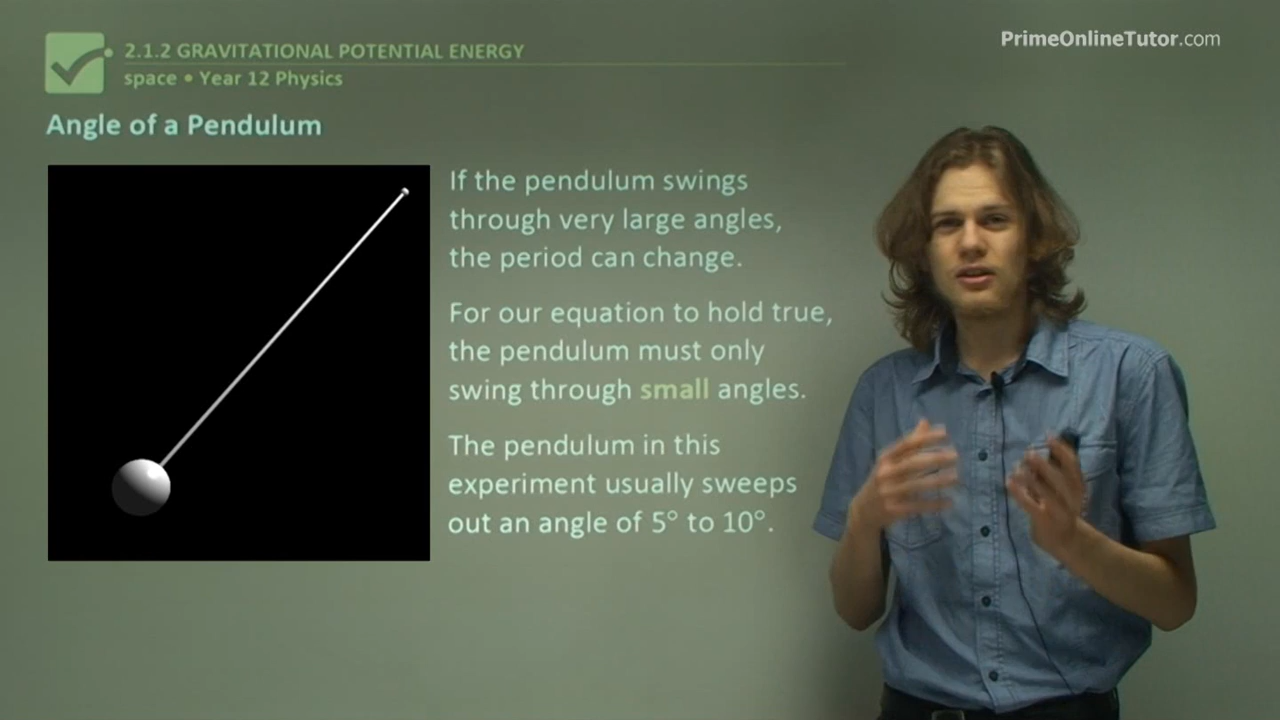 PrimeOnlineTutor.com
2.1.2 GRAVITATIONAL POTENTIAL ENERGY
space • Year 12 Physics
Angle of a Pendulum
If the pendulum swings
through very large angles,
the period can change.
For our equation to hold true,
the pendulum must only
swing through small angles.
The pendulum in this
experiment usually sweeps
out an angle of 5° to 10°.